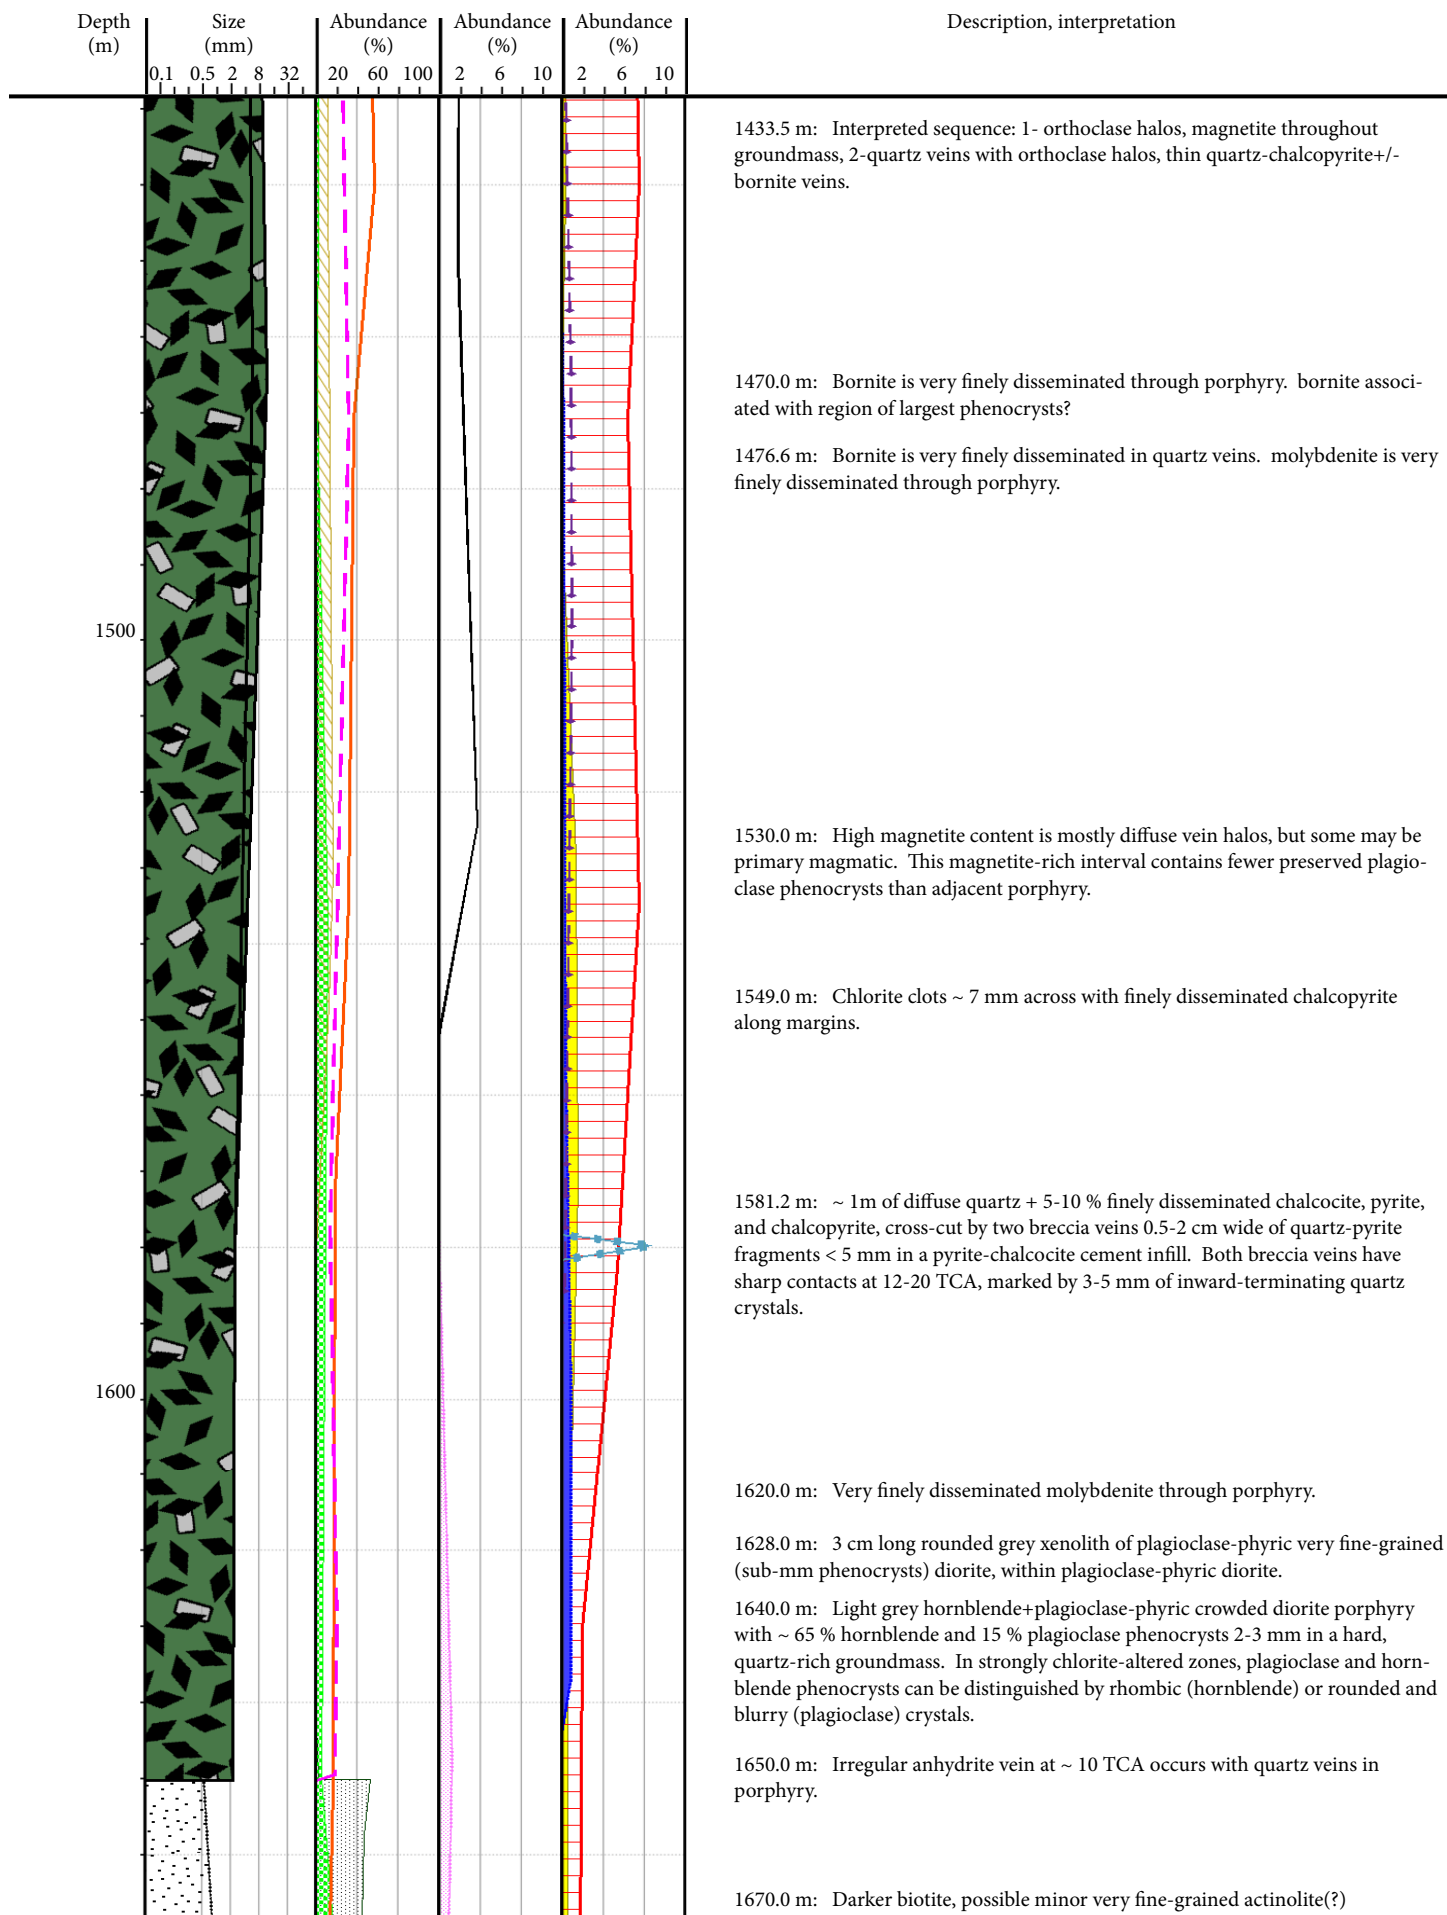 Depth Size Abundance Abundance Abundance Description, interpretation
(m) (mm) (%) (%) (%)
0.1 0.5 2 8 32 20 60 100 2 6 10 2 6 10
1433.5 m: Interpreted sequence: 1- orthoclase halos, magnetite throughout
groundmass, 2-quartz veins with orthoclase halos, thin quartz-chalcopyrite+/-
bornite veins.
1470.0 m: Bornite is very finely disseminated through porphyry. bornite associ-
ated with region of largest phenocrysts?
1476.6 m: Bornite is very finely disseminated in quartz veins. molybdenite is very
finely disseminated through porphyry.
1500
1530.0 m: High magnetite content is mostly diffuse vein halos, but some may be
primary magmatic. This magnetite-rich interval contains fewer preserved plagio-
clase phenocrysts than adjacent porphyry.
1549.0 m: Chlorite clots ~ 7 mm across with finely disseminated chalcopyrite
along margins.
1581.2 m: ~ 1m of diffuse quartz + 5-10 % finely disseminated chalcocite, pyrite,
and chalcopyrite, cross-cut by two breccia veins 0.5-2 cm wide of quartz-pyrite
fragments < 5 mm in a pyrite-chalcocite cement infill. Both breccia veins have
sharp contacts at 12-20 TCA, marked by 3-5 mm of inward-terminating quartz
crystals.
1600
1620.0 m: Very finely disseminated molybdenite through porphyry.
1628.0 m: 3 cm long rounded grey xenolith of plagioclase-phyric very fine-grained
(sub-mm phenocrysts) diorite, within plagioclase-phyric diorite.
1640.0 m: Light grey hornblende+plagioclase-phyric crowded diorite porphyry
with ~ 65 % hornblende and 15 % plagioclase phenocrysts 2-3 mm in a hard,
quartz-rich groundmass. In strongly chlorite-altered zones, plagioclase and horn-
blende phenocrysts can be distinguished by rhombic (hornblende) or rounded and
blurry (plagioclase) crystals.
1650.0 m: Irregular anhydrite vein at ~ 10 TCA occurs with quartz veins in
porphyry.
1670.0 m: Darker biotite, possible minor very fine-grained actinolite(?)